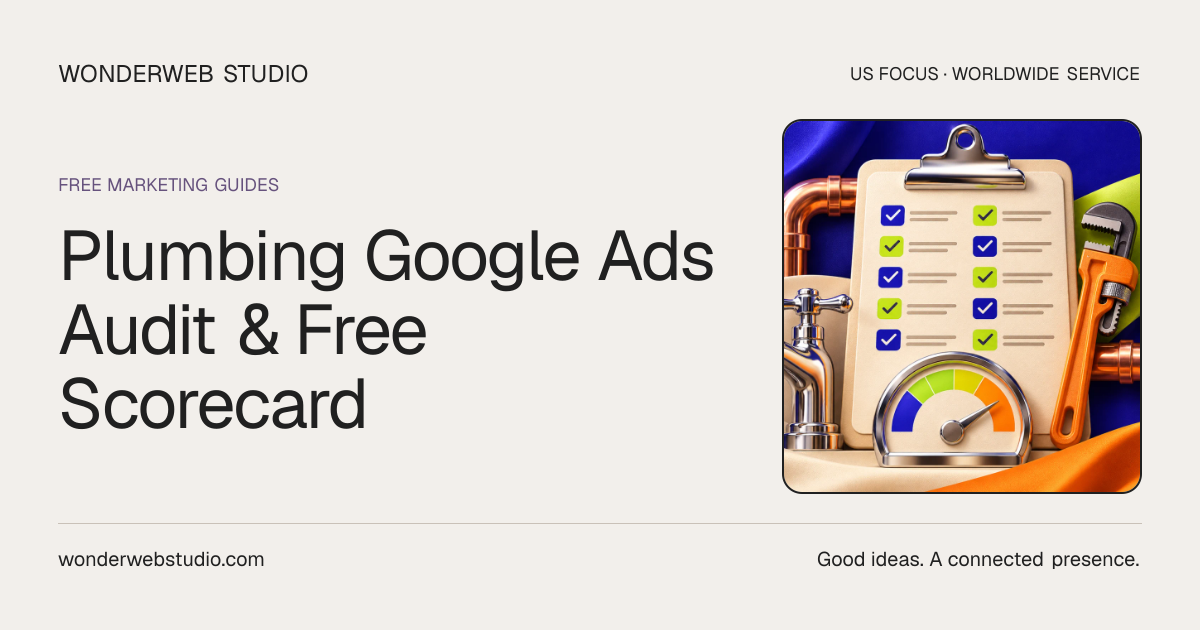 WONDERWEB STUDIO
US FOCUS · WORLDWIDE SERVICE
FREE MARKETING GUIDES
Plumbing Google Ads
Audit & Free
Scorecard
wonderwebstudio.com
Good ideas. A connected presence.